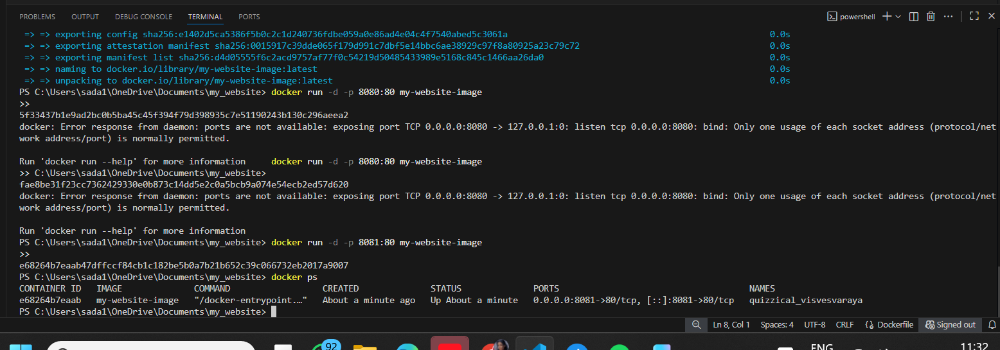 PROBLEMS OUTPUT DEBUG CONSOLE TERMINAL PORTS powershell
=> => exporting config sha256:e1402d5ca5386f5b0c2c1d240736fdbe059a0e86ad4e04c4f7540abed5c3061a 0.0s
=> => exporting attestation manifest sha256:0015917c39dde065f179d991c7dbf5e14bbc6ae38929c97f8a80925a23c79c72 0.0s
=> => exporting manifest list sha256:d4d05555f6c2acd9757af77f0c54219d50485433989e5168c845c1466aa26da0 0.0s
=> => naming to docker.io/library/my-website-image:latest 0.0s
=> => unpacking to docker.io/library/my-website-image:latest 0.0s
PS C:\Users\sada1\OneDrive\Documents\my_website> docker run -d -p 8080:80 my-website-image
>>
5f33437b1e9ad2bc0b5ba45c45f394f79d398935c7e51190243b130c296aeea2
docker: Error response from daemon: ports are not available: exposing port TCP 0.0.0.0:8080 -> 127.0.0.1:0: listen tcp 0.0.0.0:8080: bind: Only one usage of each socket address (protocol/net
work address/port) is normally permitted.
Run 'docker run --help' for more information docker run -d -p 8080:80 my-website-image
>> C:\Users\sada1\OneDrive\Documents\my_website>
fae8be31f23cc7362429330e0b873c14dd5e2c0a5bcb9a074e54ecb2ed57d620
docker: Error response from daemon: ports are not available: exposing port TCP 0.0.0.0:8080 -> 127.0.0.1:0: listen tcp 0.0.0.0:8080: bind: Only one usage of each socket address (protocol/net
work address/port) is normally permitted.
Run 'docker run --help' for more information
PS C:\Users\sada1\OneDrive\Documents\my_website> docker run -d -p 8081:80 my-website-image
>>
e68264b7eaab47dffccf84cb1c182be5b0a7b21b652c39c066732eb2017a9007
PS C:\Users\sada1\OneDrive\Documents\my_website> docker ps
CONTAINER ID IMAGE COMMAND CREATED STATUS PORTS NAMES
e68264b7eaab my-website-image "/docker-entrypoint.…" About a minute ago Up About a minute 0.0.0.0:8081->80/tcp, [::]:8081->80/tcp quizzical_visvesvaraya
PS C:\Users\sada1\OneDrive\Documents\my_website>
Ln 8, Col 1 Spaces: 4 UTF-8 CRLF Dockerfile Signed out
92 ENG 11:32